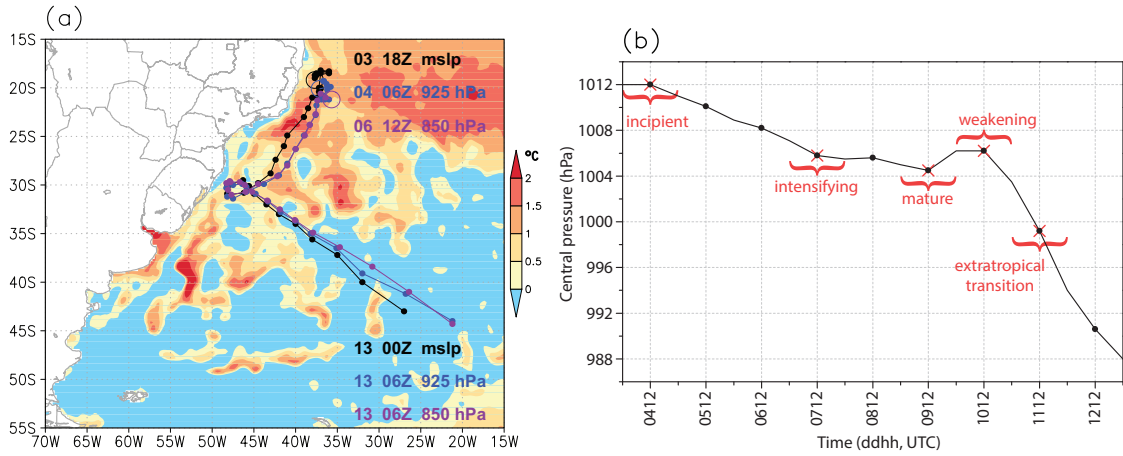 (a)
15S
20S
25S
30S
35S
40S
45S
50S
55S
70W 65W 60W 55W 50W 45W 40W 35W 30W 25W 20W 15W
03 18Z mslp
04 06Z 925 hPa
06 12Z 850 hPa
13 00Z mslp
13 06Z 925 hPa
13 06Z 850 hPa
ºC
2
1.5
1
0.5
0
(b)
Central pressure (hPa)
1012
1008
1004
1000
996
992
988
incipient
intensifying
mature
weakening
extratropical
transition
0412 0512 0612 0712 0812 0912 1012 1112 1212
Time (ddhh, UTC)